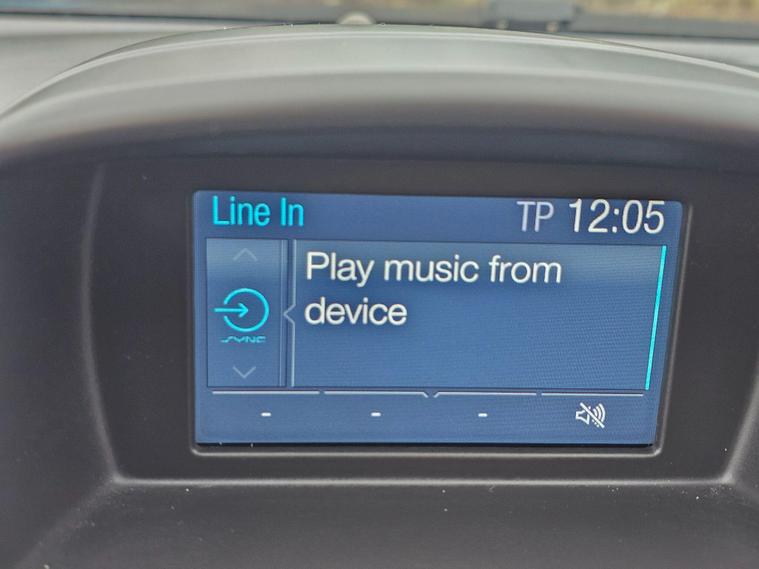 Line In TP 12:05
Play music from
device
SYNC
- - -